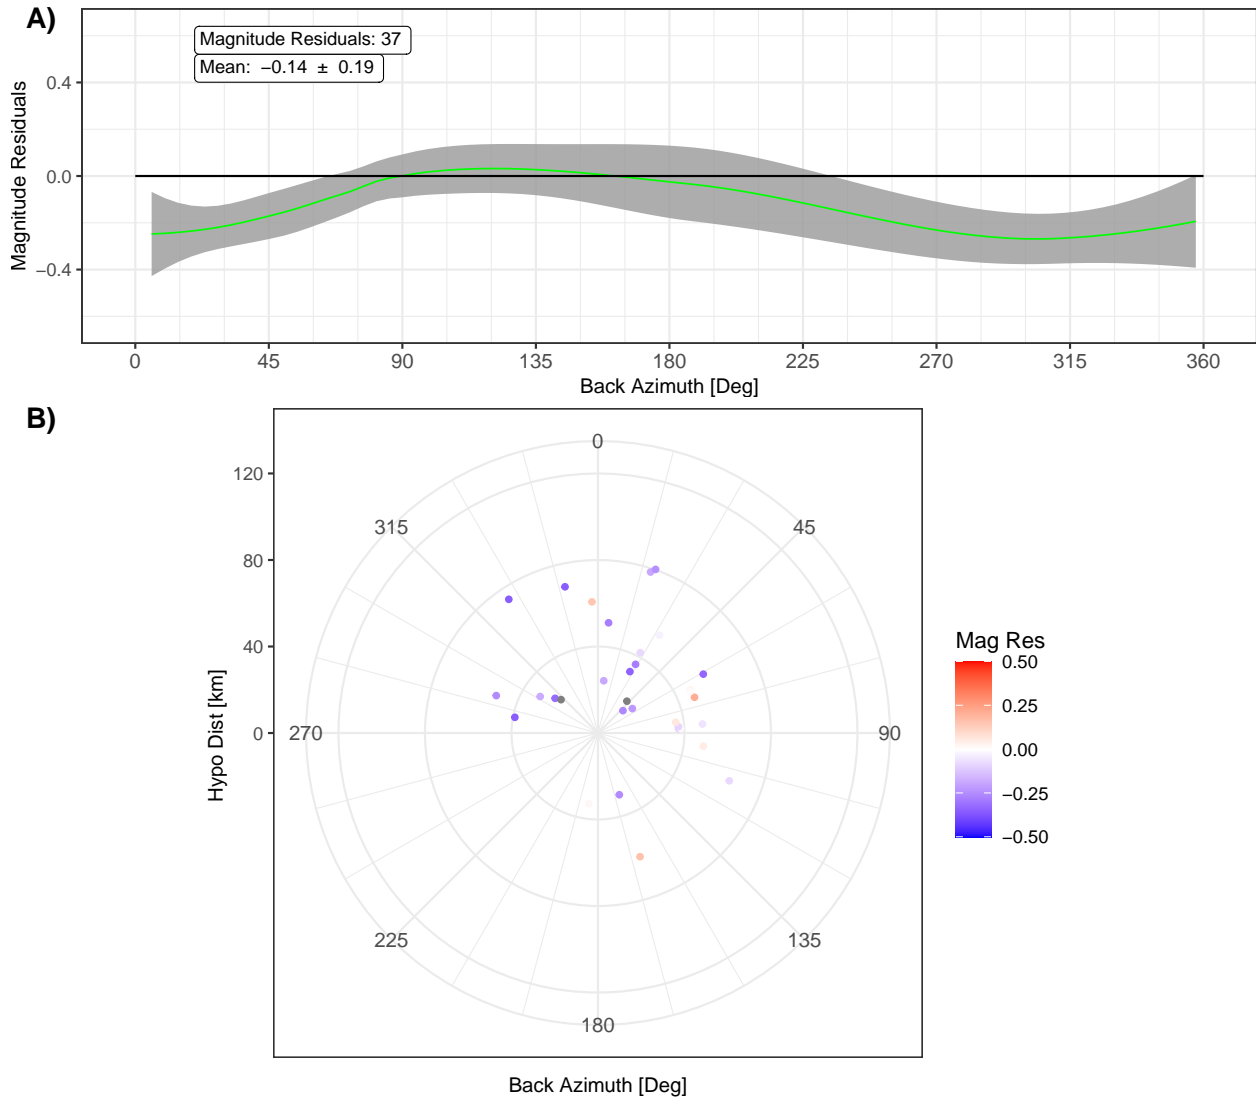 A)
Magnitude Residuals: 37
Mean:  −0.14  ±  0.19
Magnitude Residuals
0.4
0.0
−0.4
0 45 90 135 180 225 270 315 360
Back Azimuth [Deg]
B)
Hypo Dist [km]
120
80
40
0
0
45
90
135
180
225
270
315
Back Azimuth [Deg]
Mag Res
0.50
0.25
0.00
−0.25
−0.50